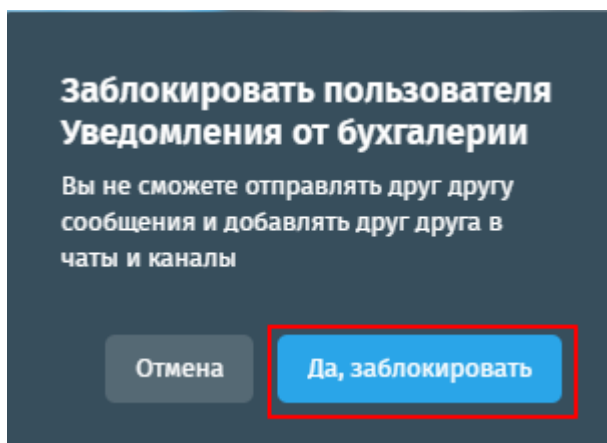 Заблокировать пользователя
Уведомления от бухгалерии
Вы не сможете отправлять друг другу
сообщения и добавлять друг друга в
чаты и каналы
Отмена
Да, заблокировать